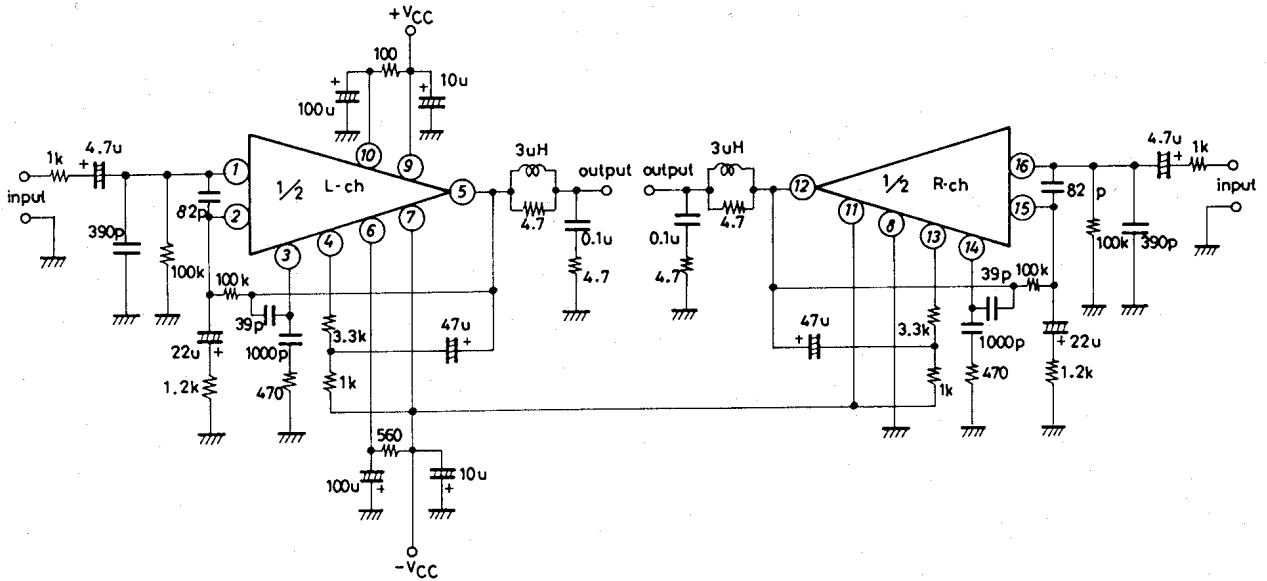 +VCC
100
100u
+
10u
+
4.7u
1k
+
input
1
2
82p
390p
100k
1/2 L-ch
10
9
5
7
6
4
3
3uH
output
4.7
0.1u
4.7
100k
39p
22u
+
1000p
1.2k
470
3.3k
1k
47u
+
560
100u
+
10u
+
-VCC
output
3uH
4.7
0.1u
4.7
12
11
8
13
14
1/2 R-ch
16
15
82 p
4.7u
+
1k
input
100k
390p
39p
100k
47u
+
3.3k
1k
1000p
470
22u
+
1.2k